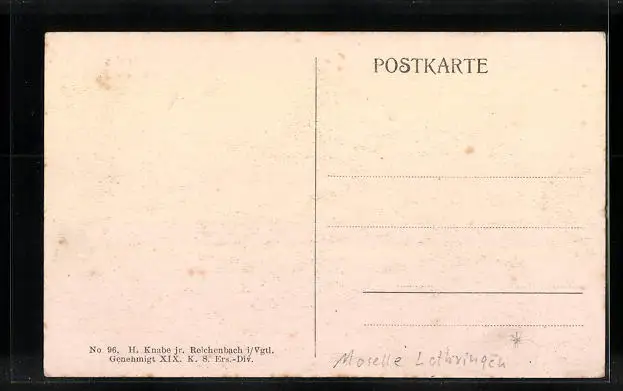 POSTKARTE
No 96. H. Knabe jr. Reichenbach i/Vgtl.
Genehmigt XIX. K. S. Ers.-Div.
Moselle Lothringen